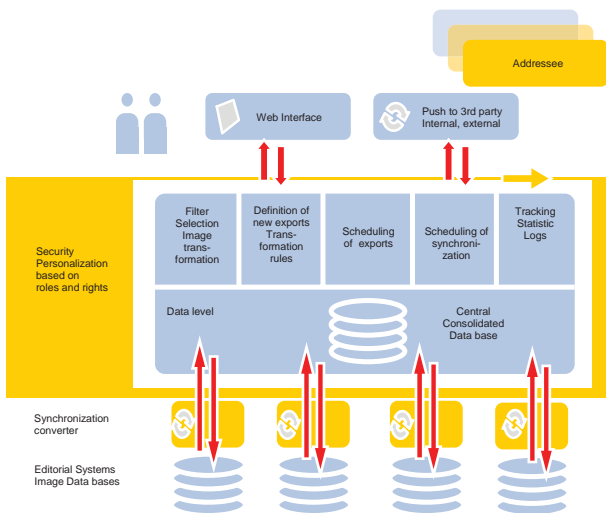 Addressee
Web Interface
Push to 3rd party
Internal, external
Security
Personalization
based on
roles and rights
Filter
Selection
Image
trans-
formation
Definition of
new exports
Trans-
formation
rules
Scheduling
of exports
Scheduling of
synchroni-
zation
Tracking
Statistic
Logs
Data level
Central
Consolidated
Data base
Synchronization
converter
Editorial Systems
Image Data bases